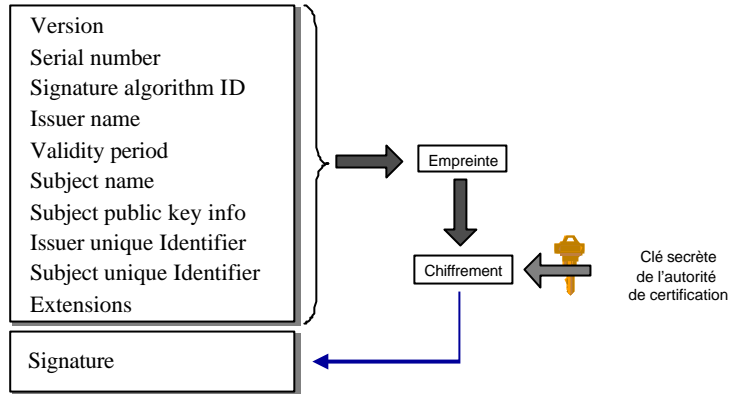 Version
Serial number
Signature algorithm ID
Issuer name
Validity period
Subject name
Subject public key info
Issuer unique Identifier
Subject unique Identifier
Extensions
Signature
Empreinte
Chiffrement
Clé secrète
de l'autorité
de certification